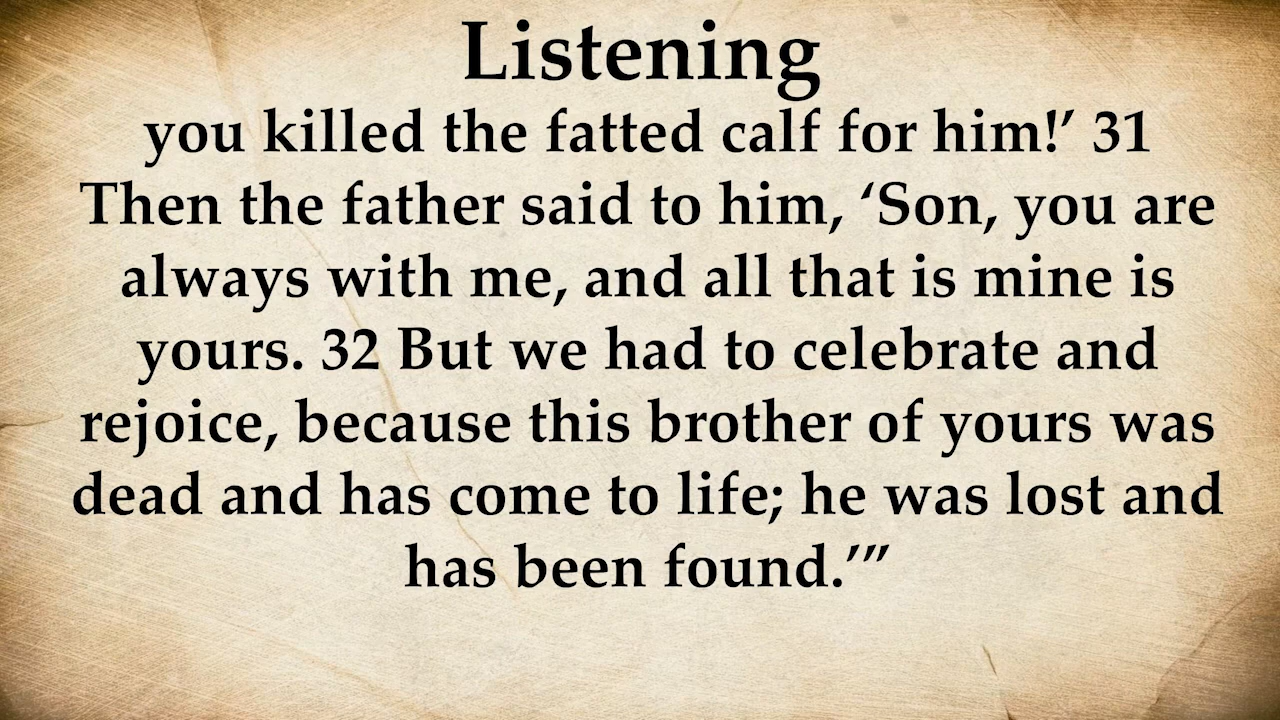 Listening
you killed the fatted calf for him!’ 31
Then the father said to him, ‘Son, you are
always with me, and all that is mine is
yours. 32 But we had to celebrate and
rejoice, because this brother of yours was
dead and has come to life; he was lost and
has been found.’”